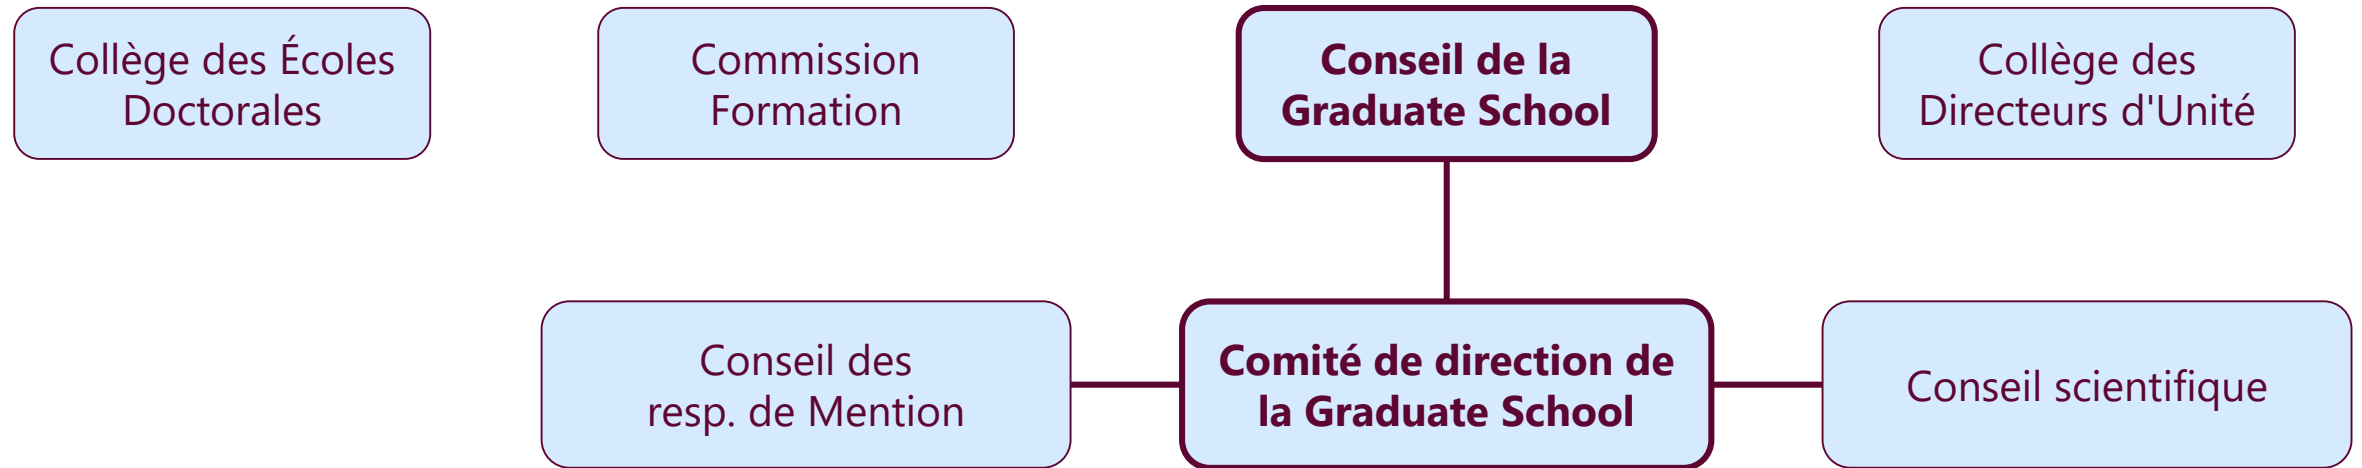 Collège des Écoles
Doctorales
Commission
Formation
Conseil de la
Graduate School
Collège des
Directeurs d'Unité
Conseil des
resp. de Mention
Comité de direction de
la Graduate School
Conseil scientifique